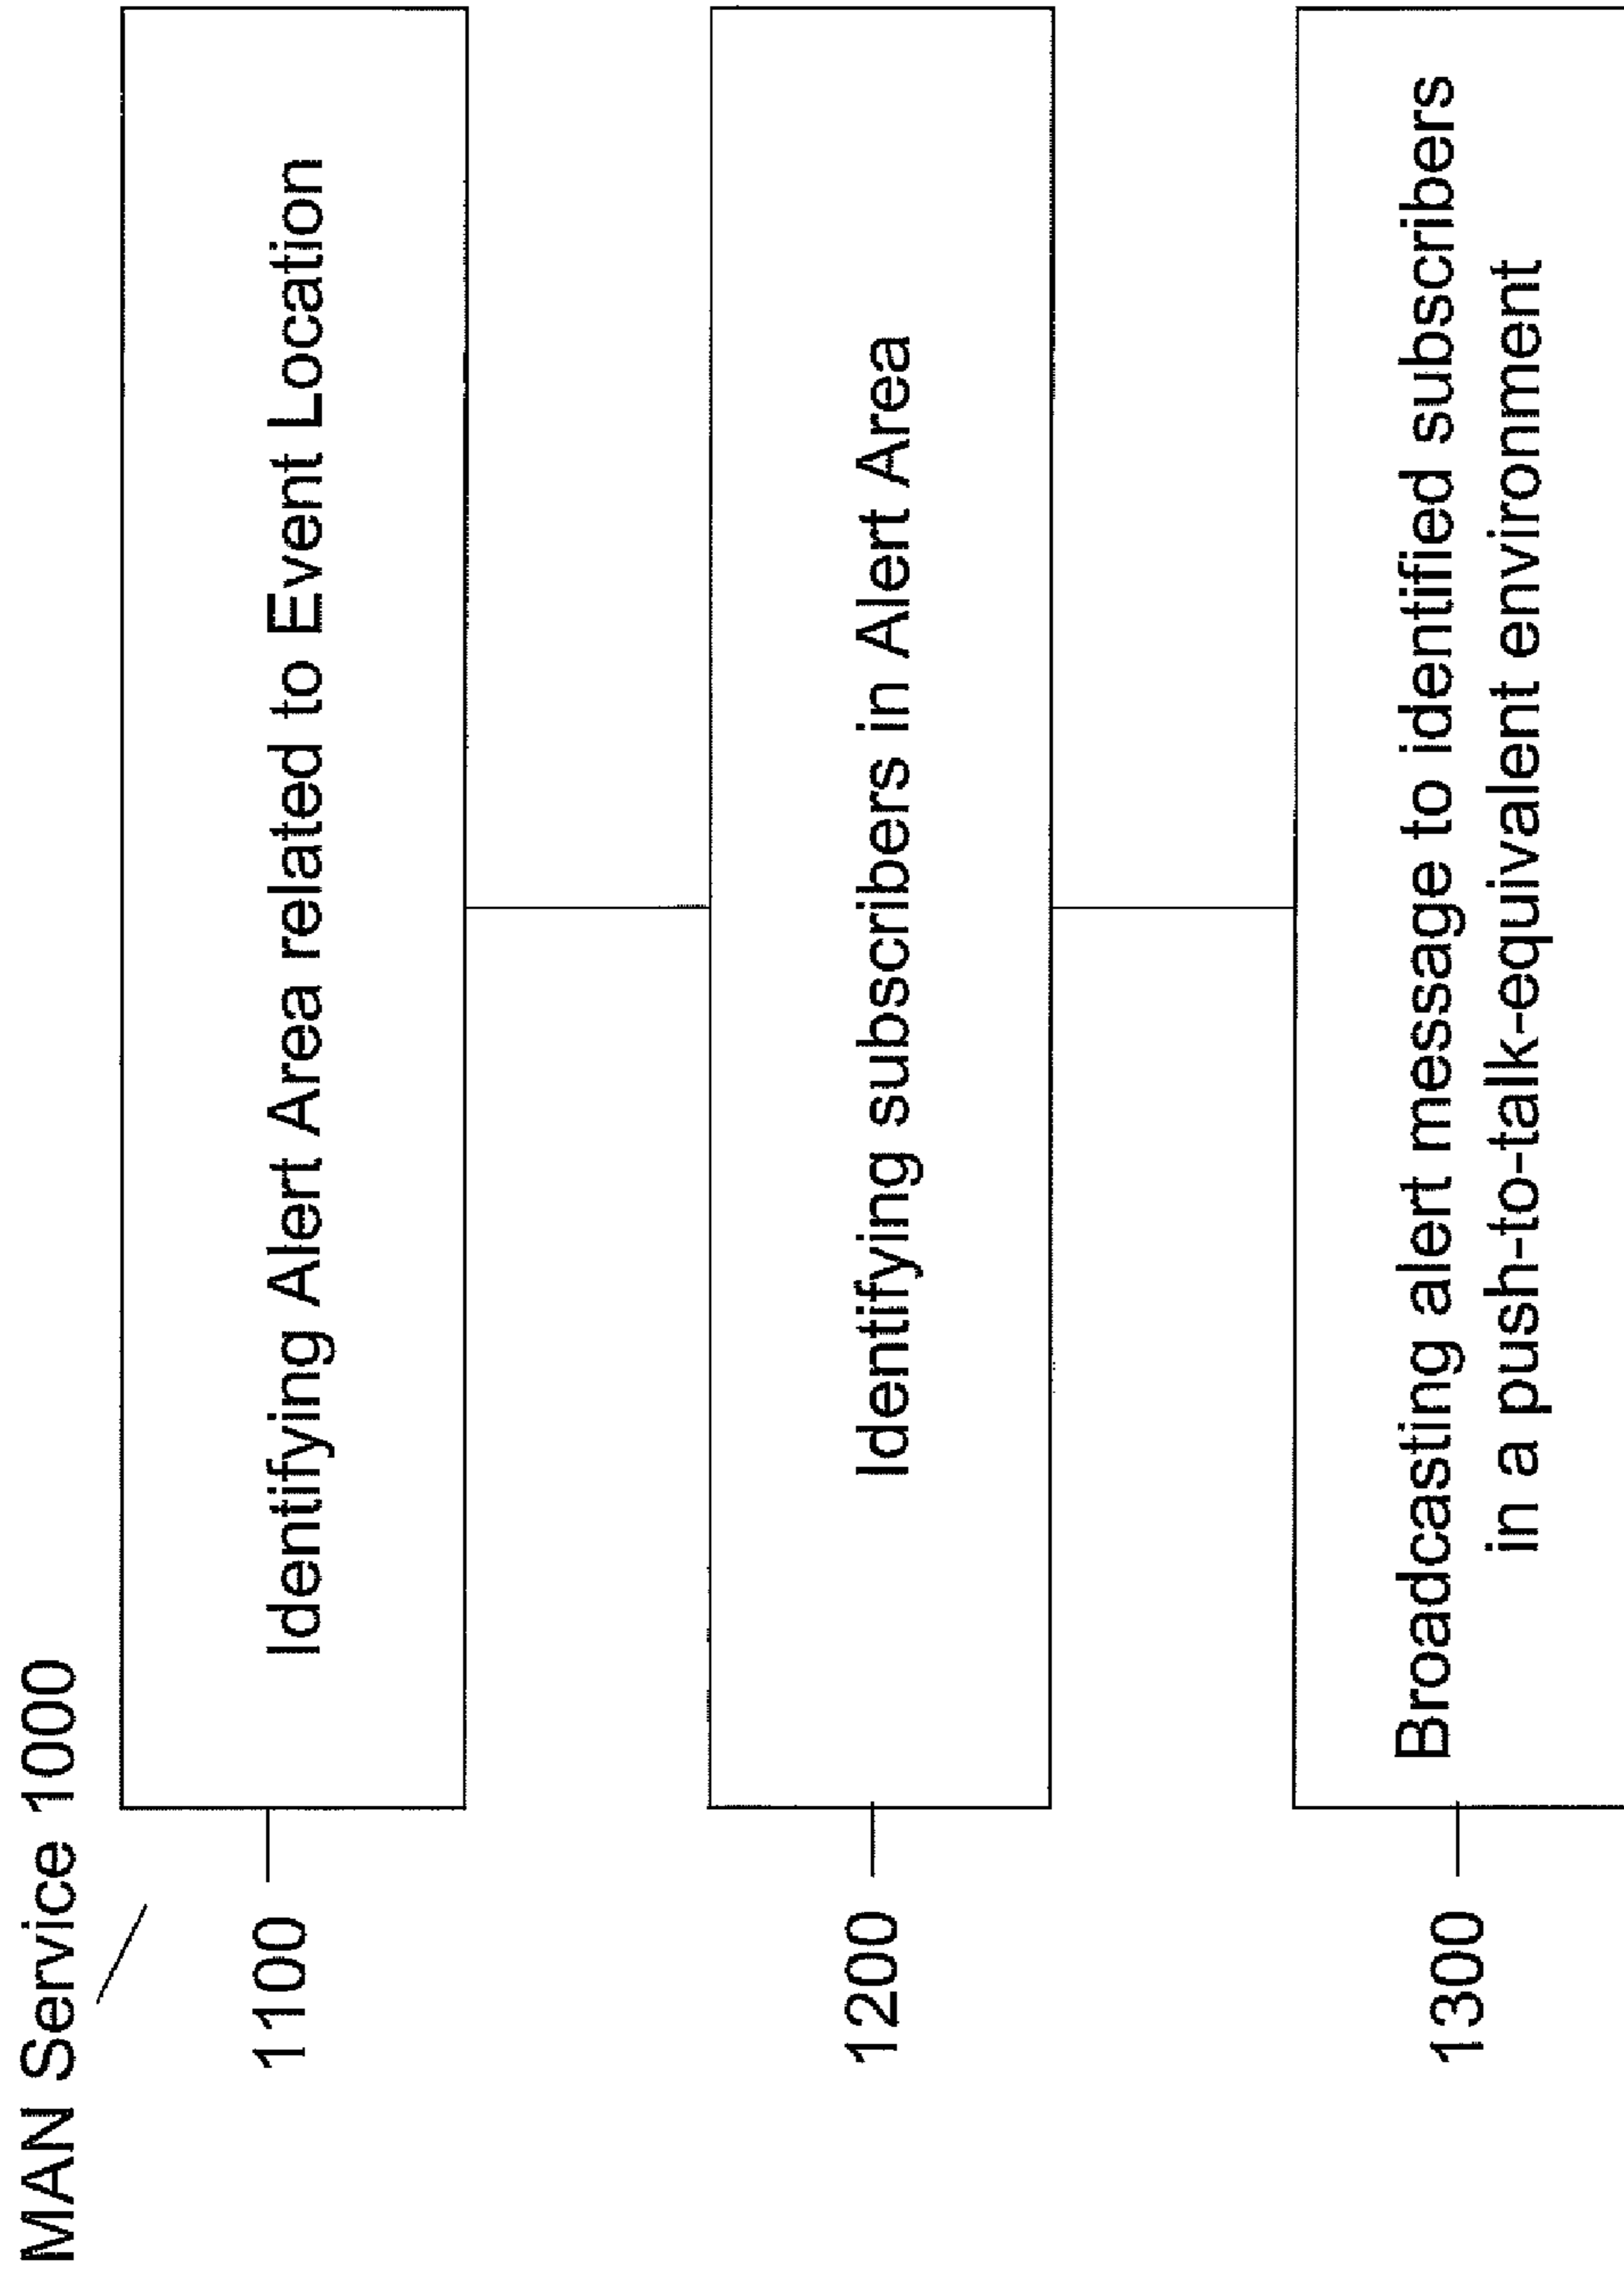 MAN Service 1000
1100
Identifying Alert Area related to Event Location
1200
Identifying subscribers in Alert Area
1300
Broadcasting alert message to identified subscribers
in a push-to-talk-equivalent environment